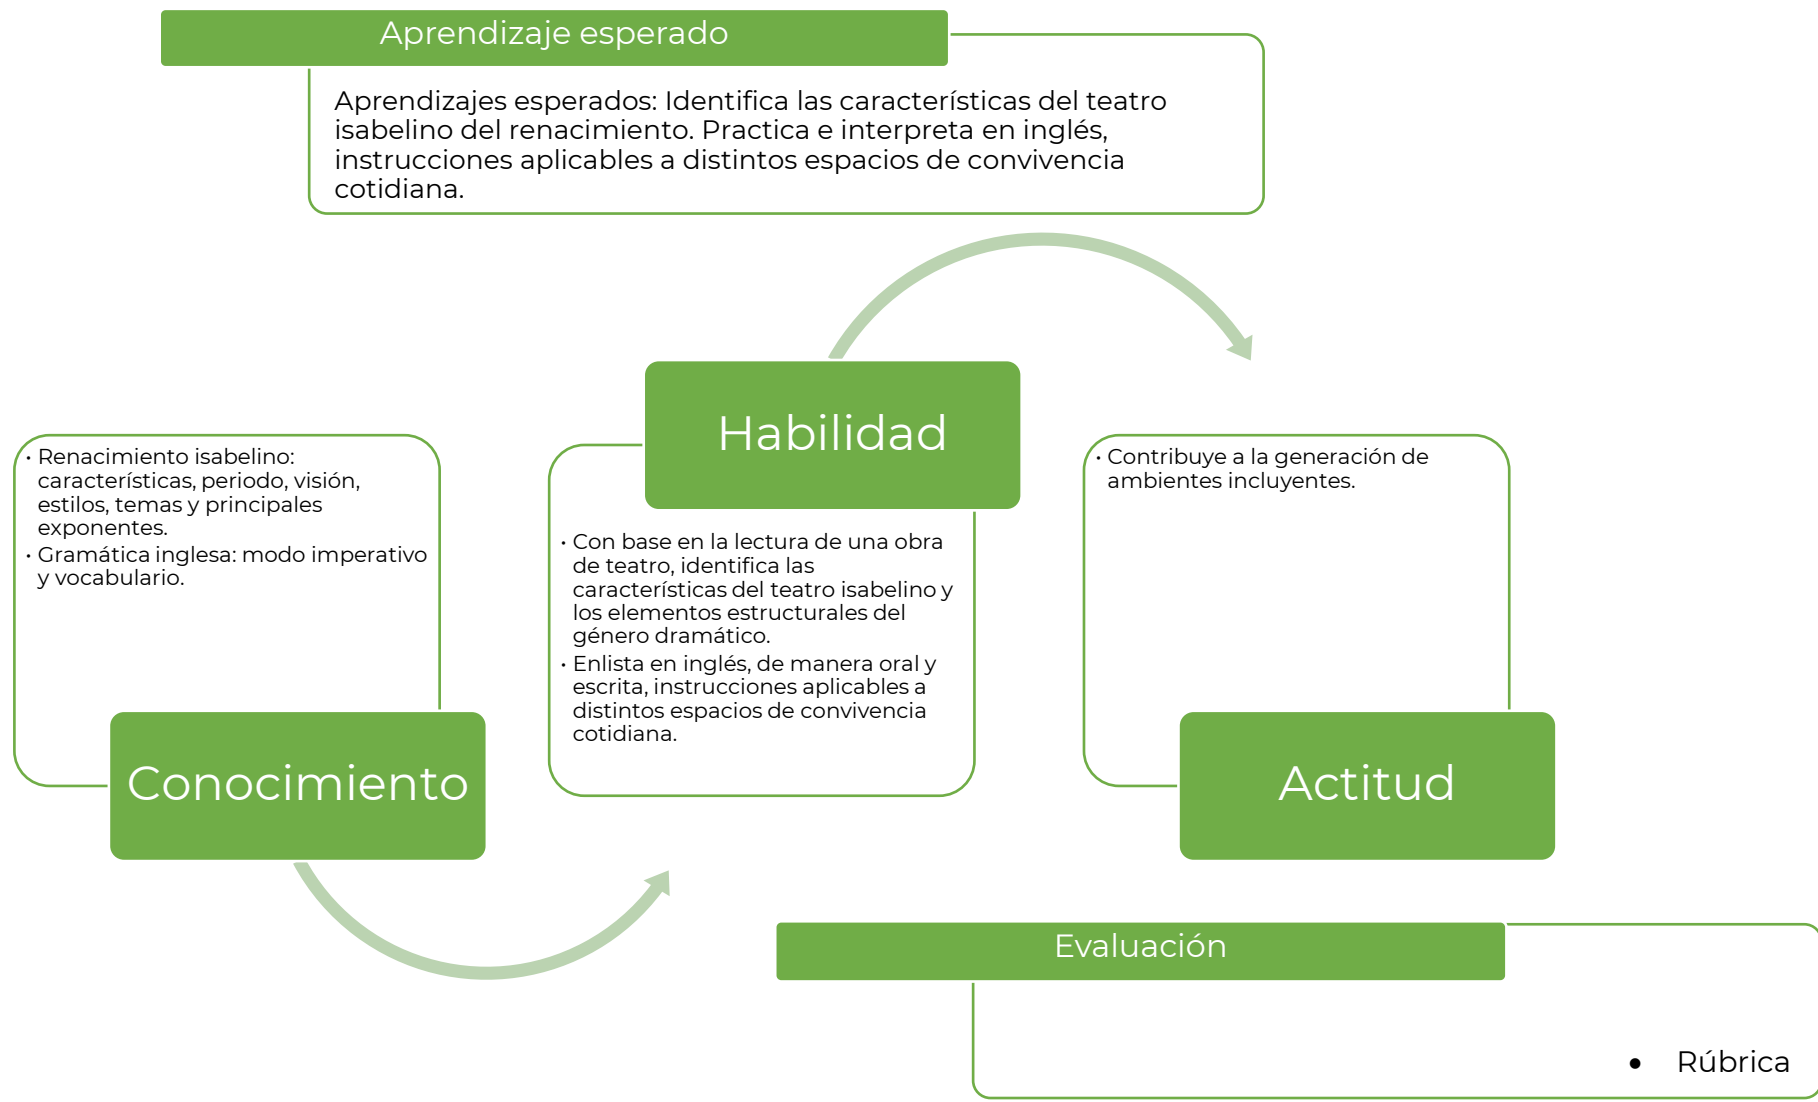 Aprendizaje esperado
Aprendizajes esperados: Identifica las características del teatro
isabelino del renacimiento. Practica e interpreta en inglés,
instrucciones aplicables a distintos espacios de convivencia
cotidiana.
• Renacimiento isabelino:
características, periodo, visión,
estilos, temas y principales
exponentes.
• Gramática inglesa: modo imperativo
y vocabulario.
Conocimiento
Habilidad
• Con base en la lectura de una obra
de teatro, identifica las
características del teatro isabelino y
los elementos estructurales del
género dramático.
• Enlista en inglés, de manera oral y
escrita, instrucciones aplicables a
distintos espacios de convivencia
cotidiana.
• Contribuye a la generación de
ambientes incluyentes.
Actitud
Evaluación
• Rúbrica